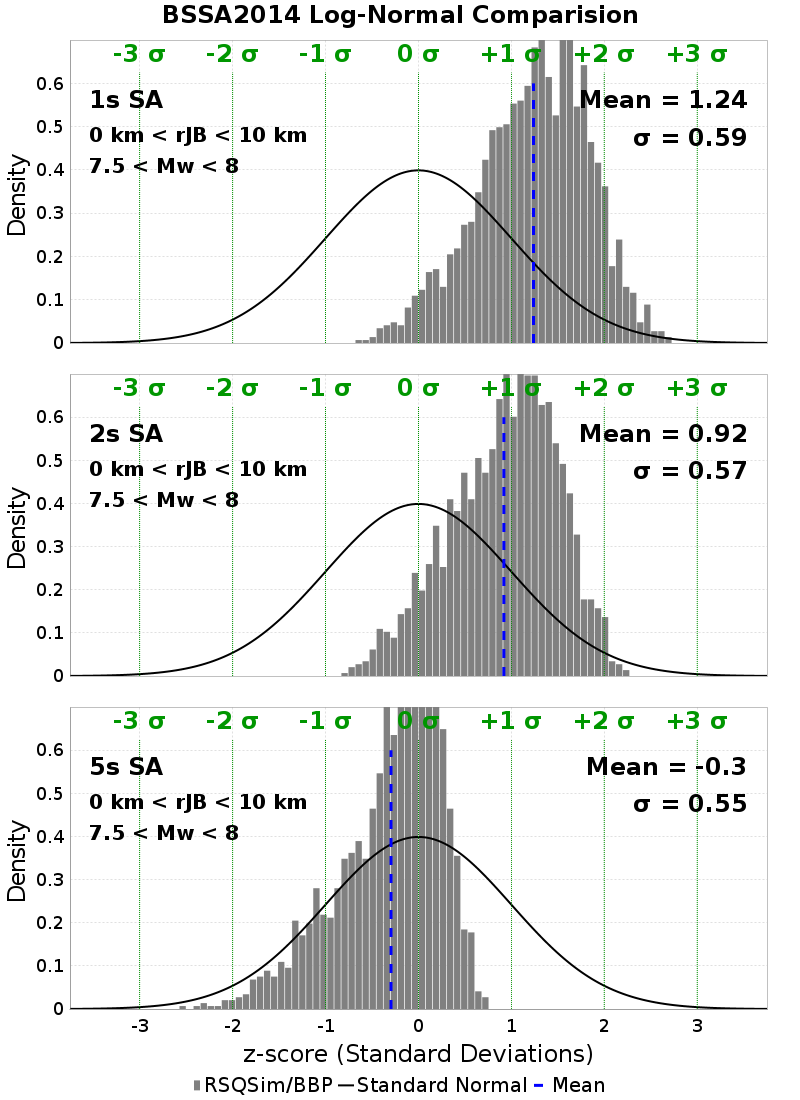 BSSA2014 Log-Normal Comparision
-3 σ -2 σ -1 σ 0 σ +1 σ +2 σ +3 σ
1s SA
0 km < rJB < 10 km
7.5 < Mw < 8
Mean = 1.24
σ = 0.59
Density
0.6
0.5
0.4
0.3
0.2
0.1
0
-3 σ -2 σ -1 σ 0 σ +1 σ +2 σ +3 σ
2s SA
0 km < rJB < 10 km
7.5 < Mw < 8
Mean = 0.92
σ = 0.57
Density
0.6
0.5
0.4
0.3
0.2
0.1
0
-3 σ -2 σ -1 σ 0 σ +1 σ +2 σ +3 σ
5s SA
0 km < rJB < 10 km
7.5 < Mw < 8
Mean = -0.3
σ = 0.55
Density
0.6
0.5
0.4
0.3
0.2
0.1
0
-3 -2 -1 0 1 2 3
z-score (Standard Deviations)
RSQSim/BBP Standard Normal Mean